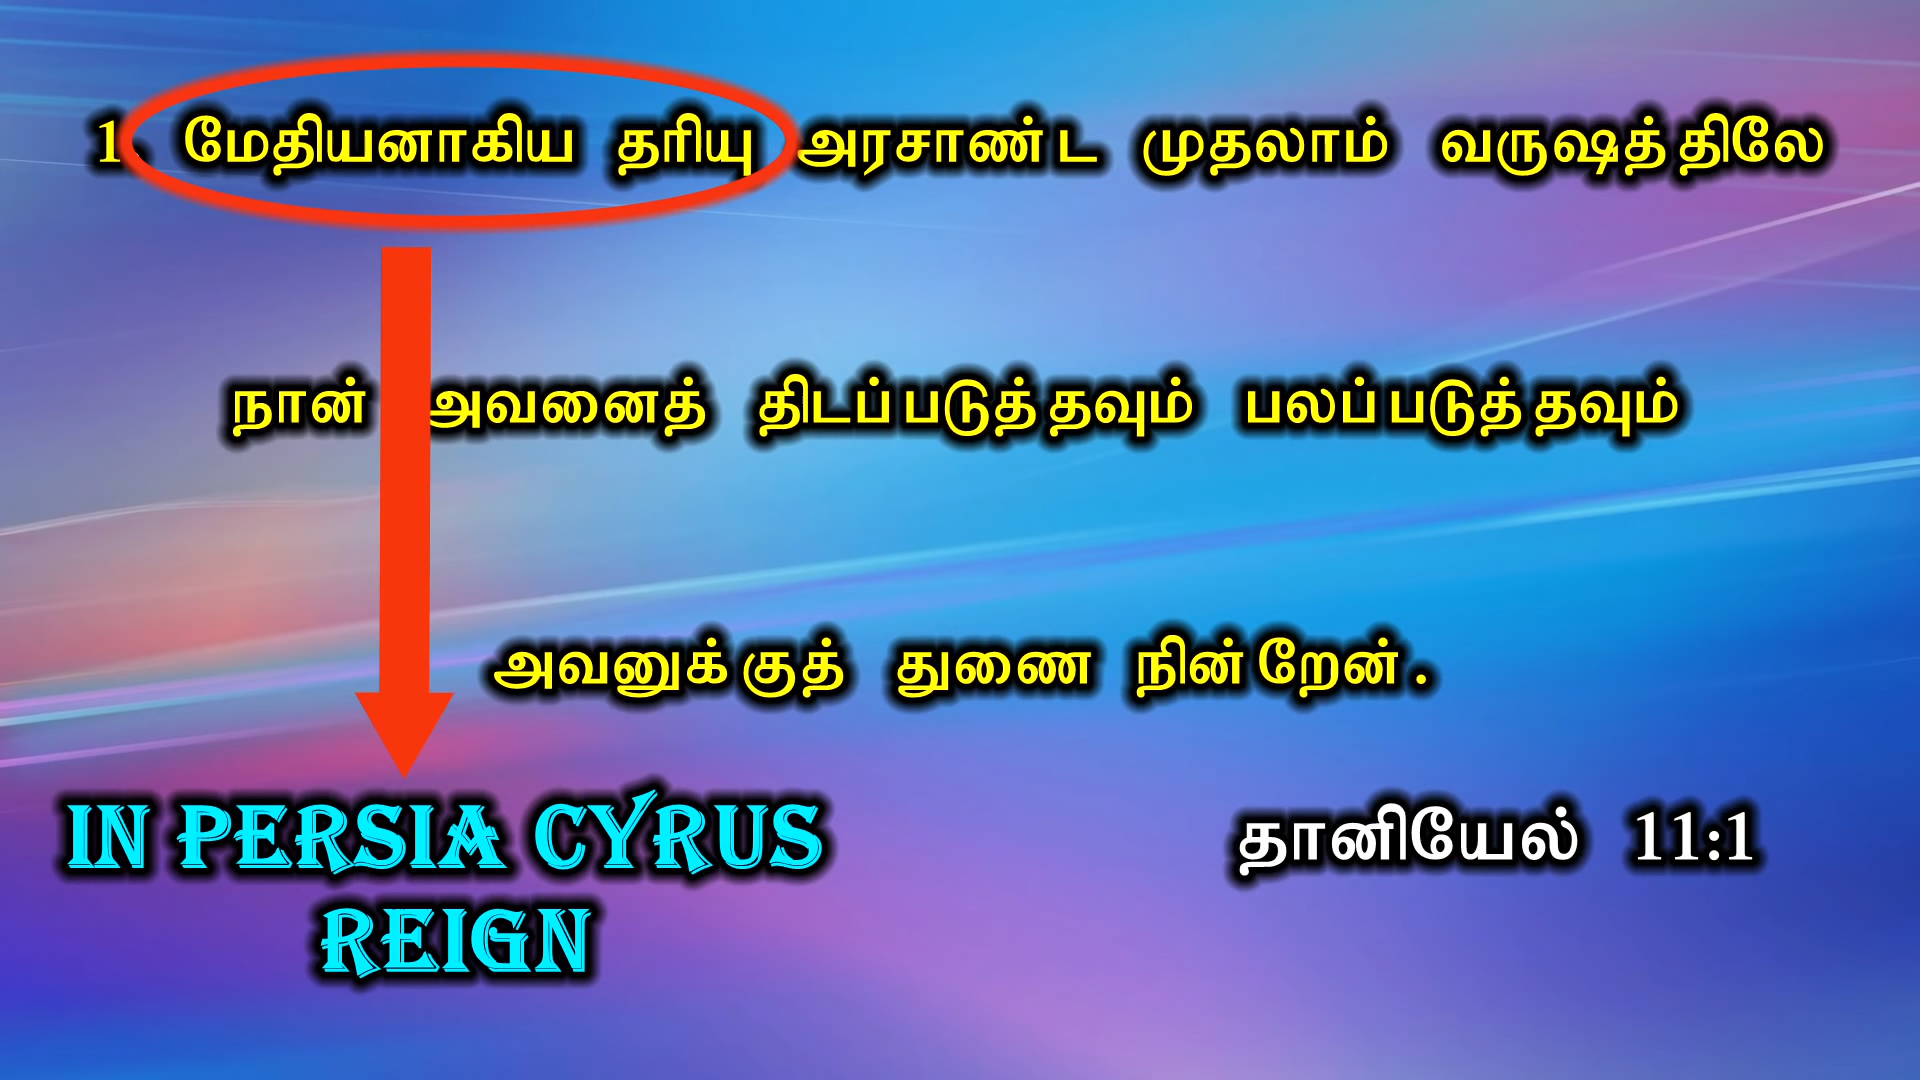 1. மேதியனாகிய தரியு அரசாண்ட முதலாம் வருஷத்திலே
நான் அவனைத் திடப்படுத்தவும் பலப்படுத்தவும்
அவனுக்குத் துணை நின்றேன்.
IN PERSIA CYRUS
REIGN
தானியேல் 11:1